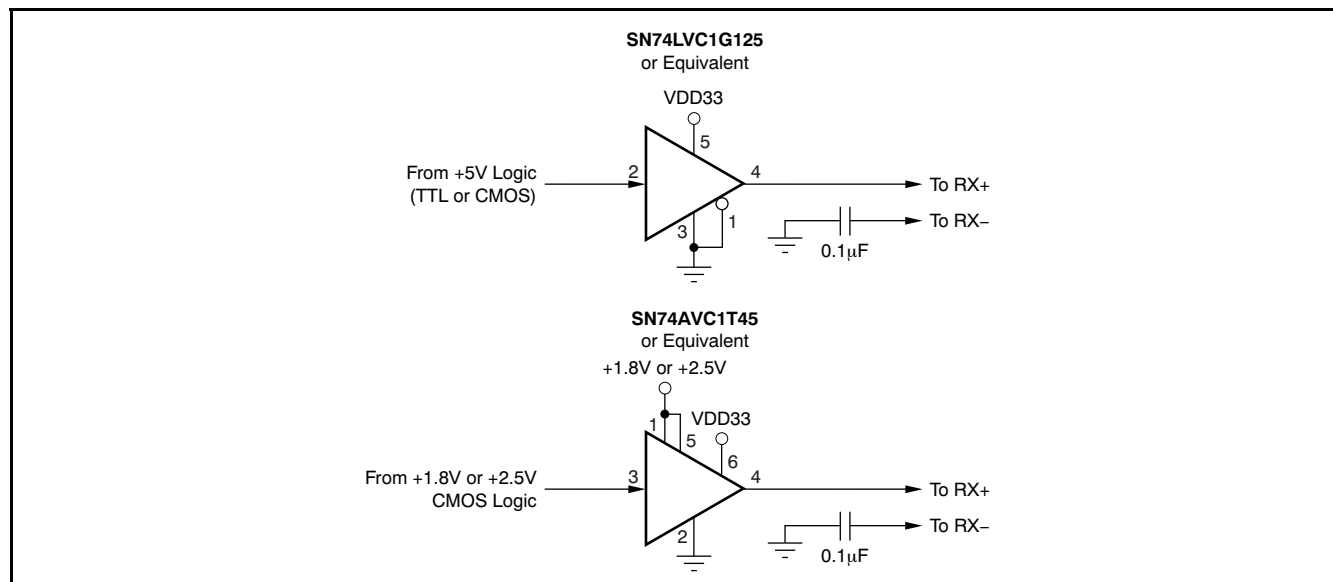 SN74LVC1G125
or Equivalent
VDD33
5
From +5V Logic
(TTL or CMOS)
2
4
To RX+
To RX−
1
3
0.1μF
SN74AVC1T45
or Equivalent
+1.8V or +2.5V
VDD33
1
5
6
From +1.8V or +2.5V
CMOS Logic
3
4
To RX+
To RX−
2
0.1μF